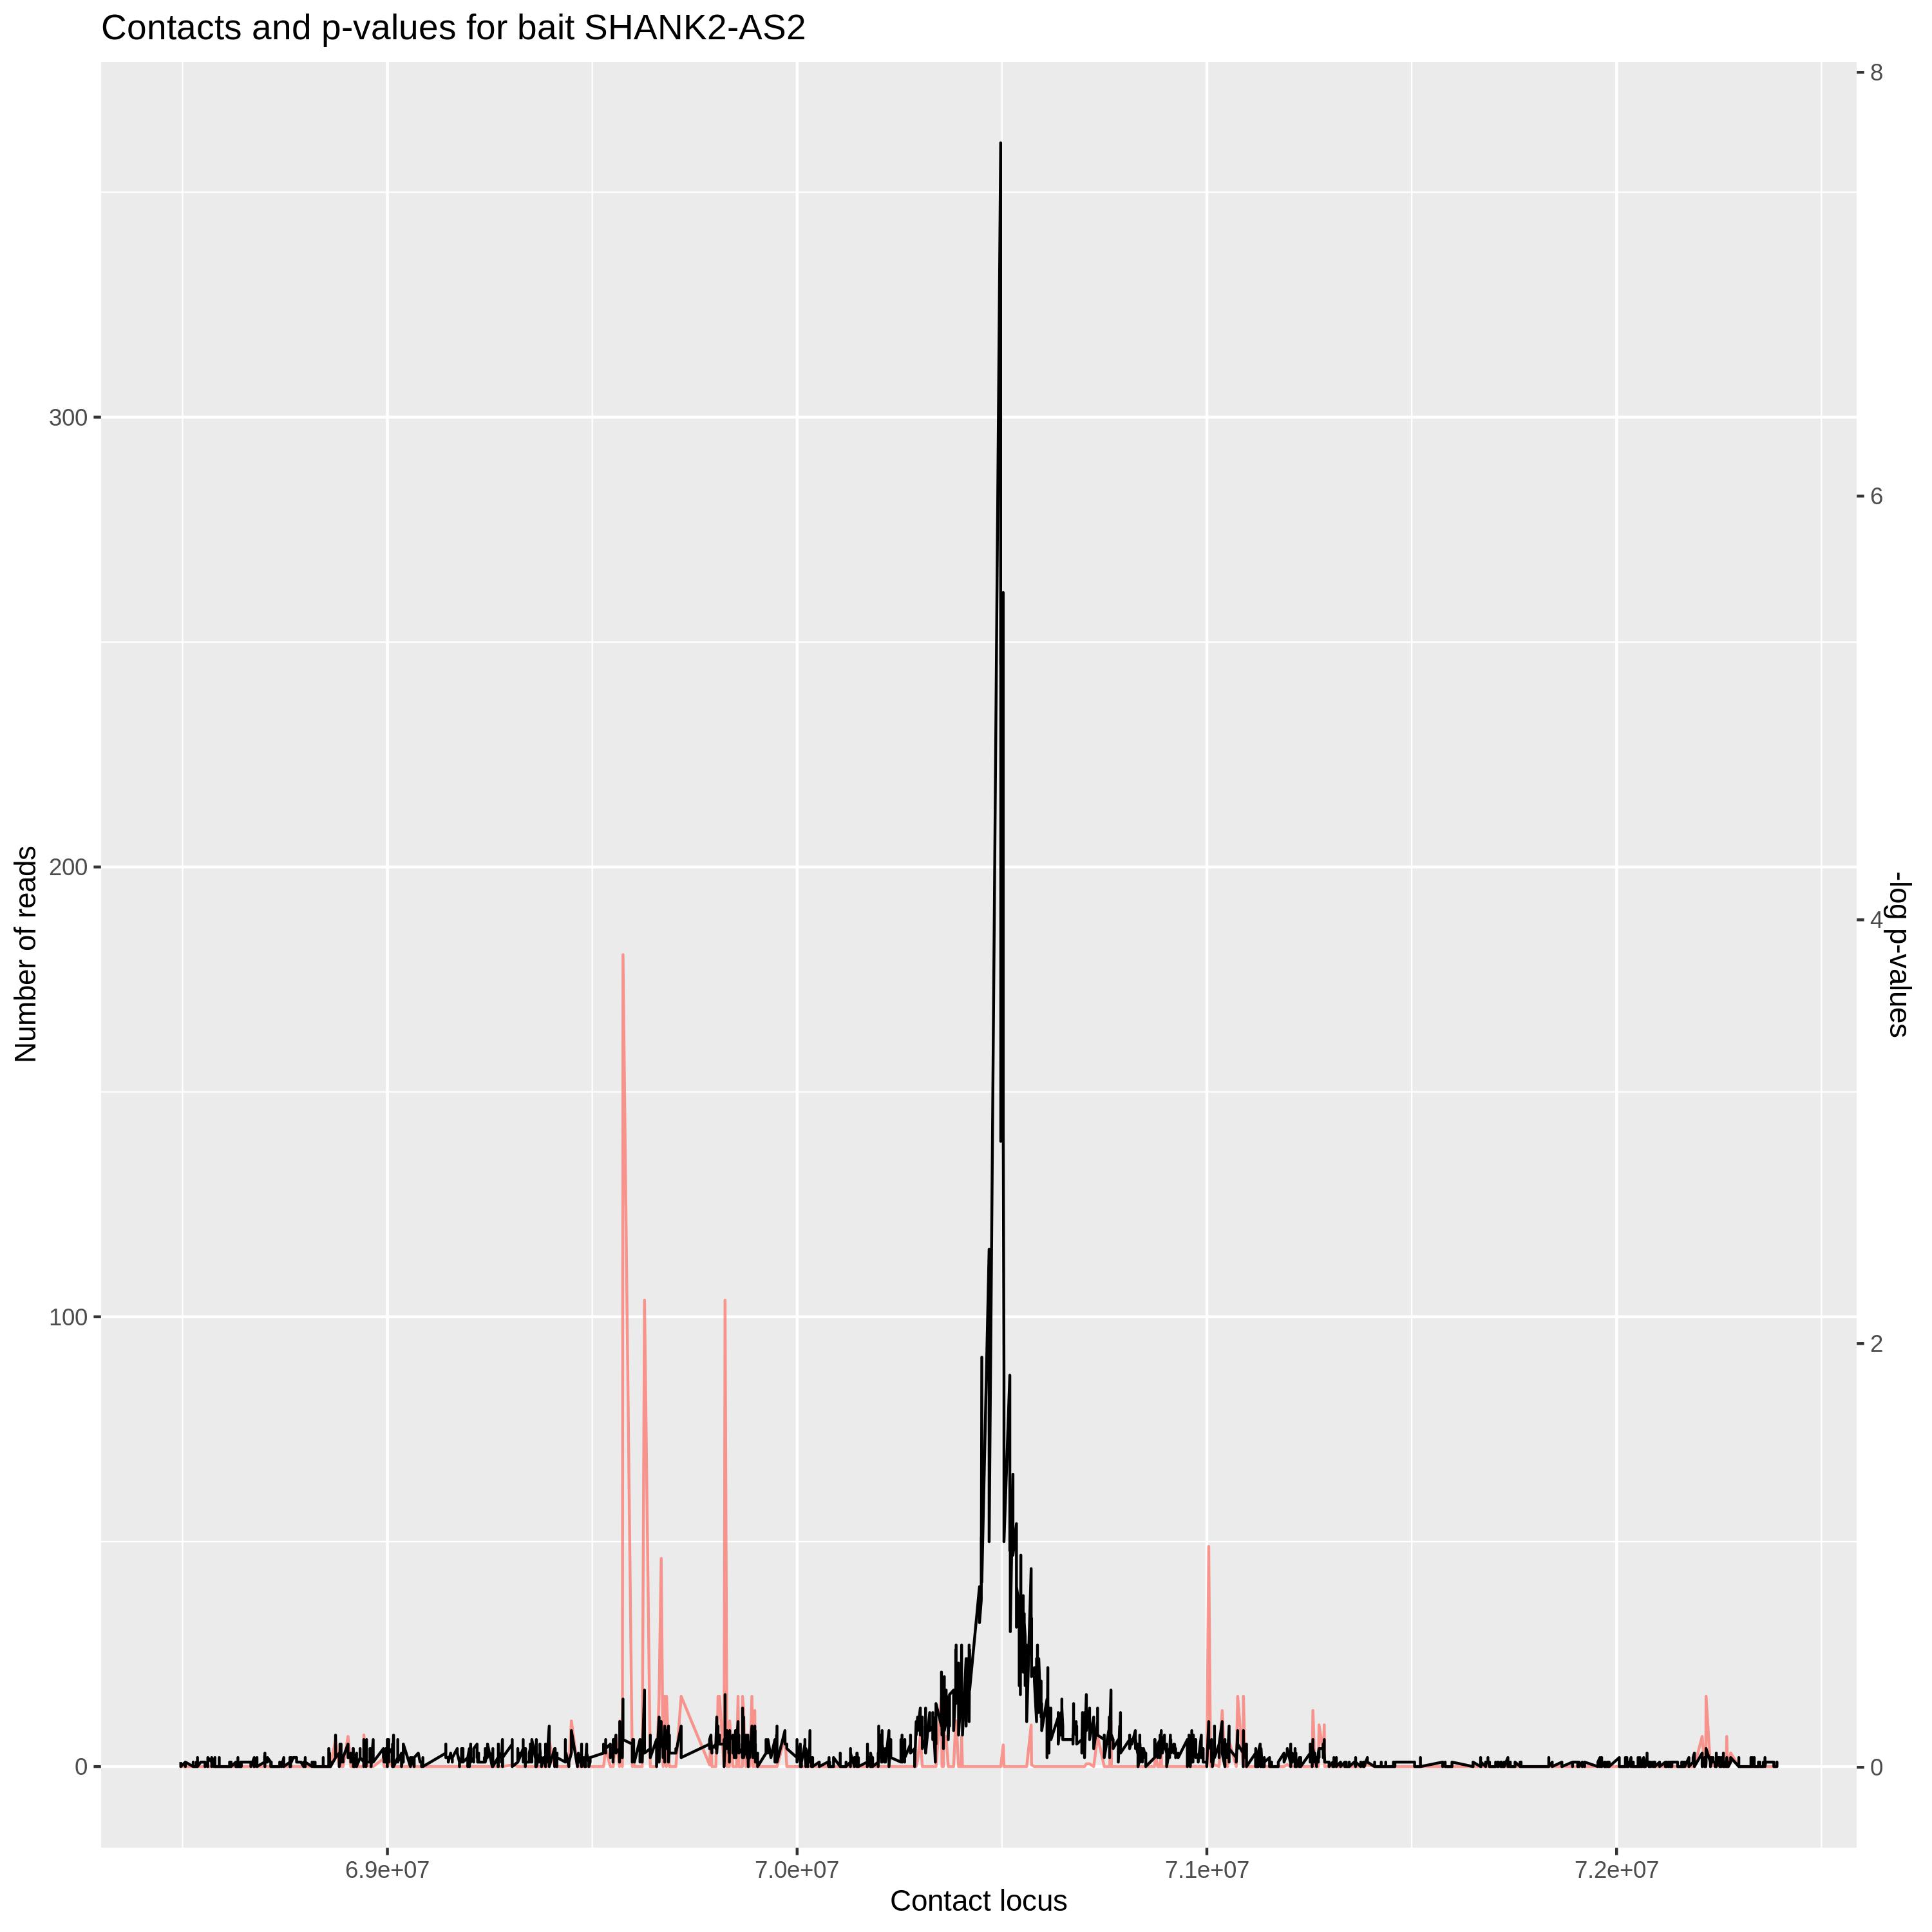 Contacts and p-values for bait SHANK2-AS2
Number of reads
300
200
100
0
8
6
4
2
0
-log p-values
6.9e+07
7.0e+07
7.1e+07
7.2e+07
Contact locus